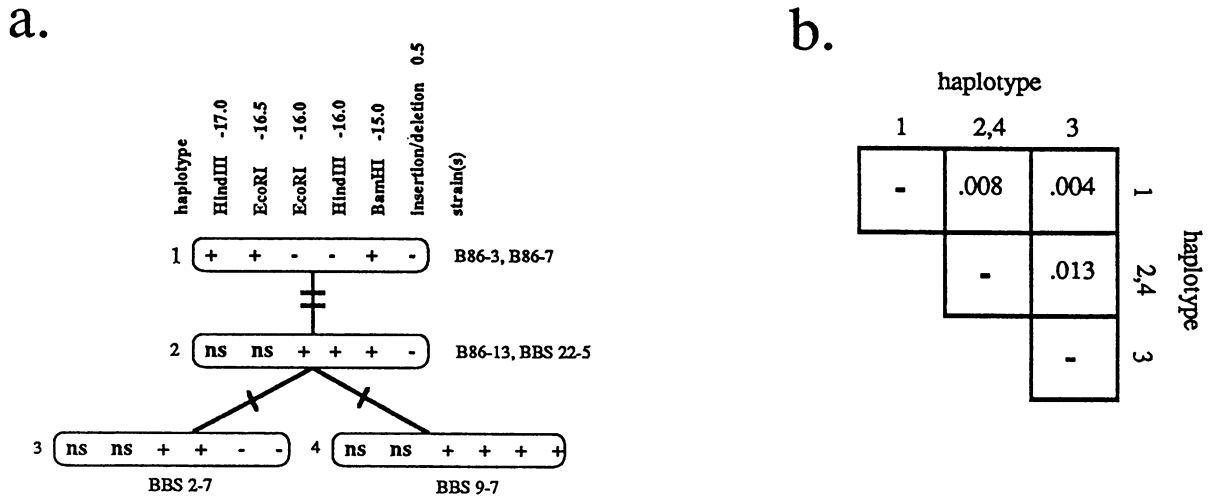 a.
haplotype
HindIII -17.0
EcoRI -16.5
EcoRI -16.0
HindIII -16.0
BamHI -15.0
insertion/deletion 0.5
strain(s)
1 + + - - + - B86-3, B86-7
2 ns ns + + + - B86-13, BBS 22-5
3 ns ns + + - -
4 ns ns + + + +
BBS 2-7
BBS 9-7
b.
haplotype
1 2,4 3
- .008 .004 1
- .013 2,4
- 3
haplotype